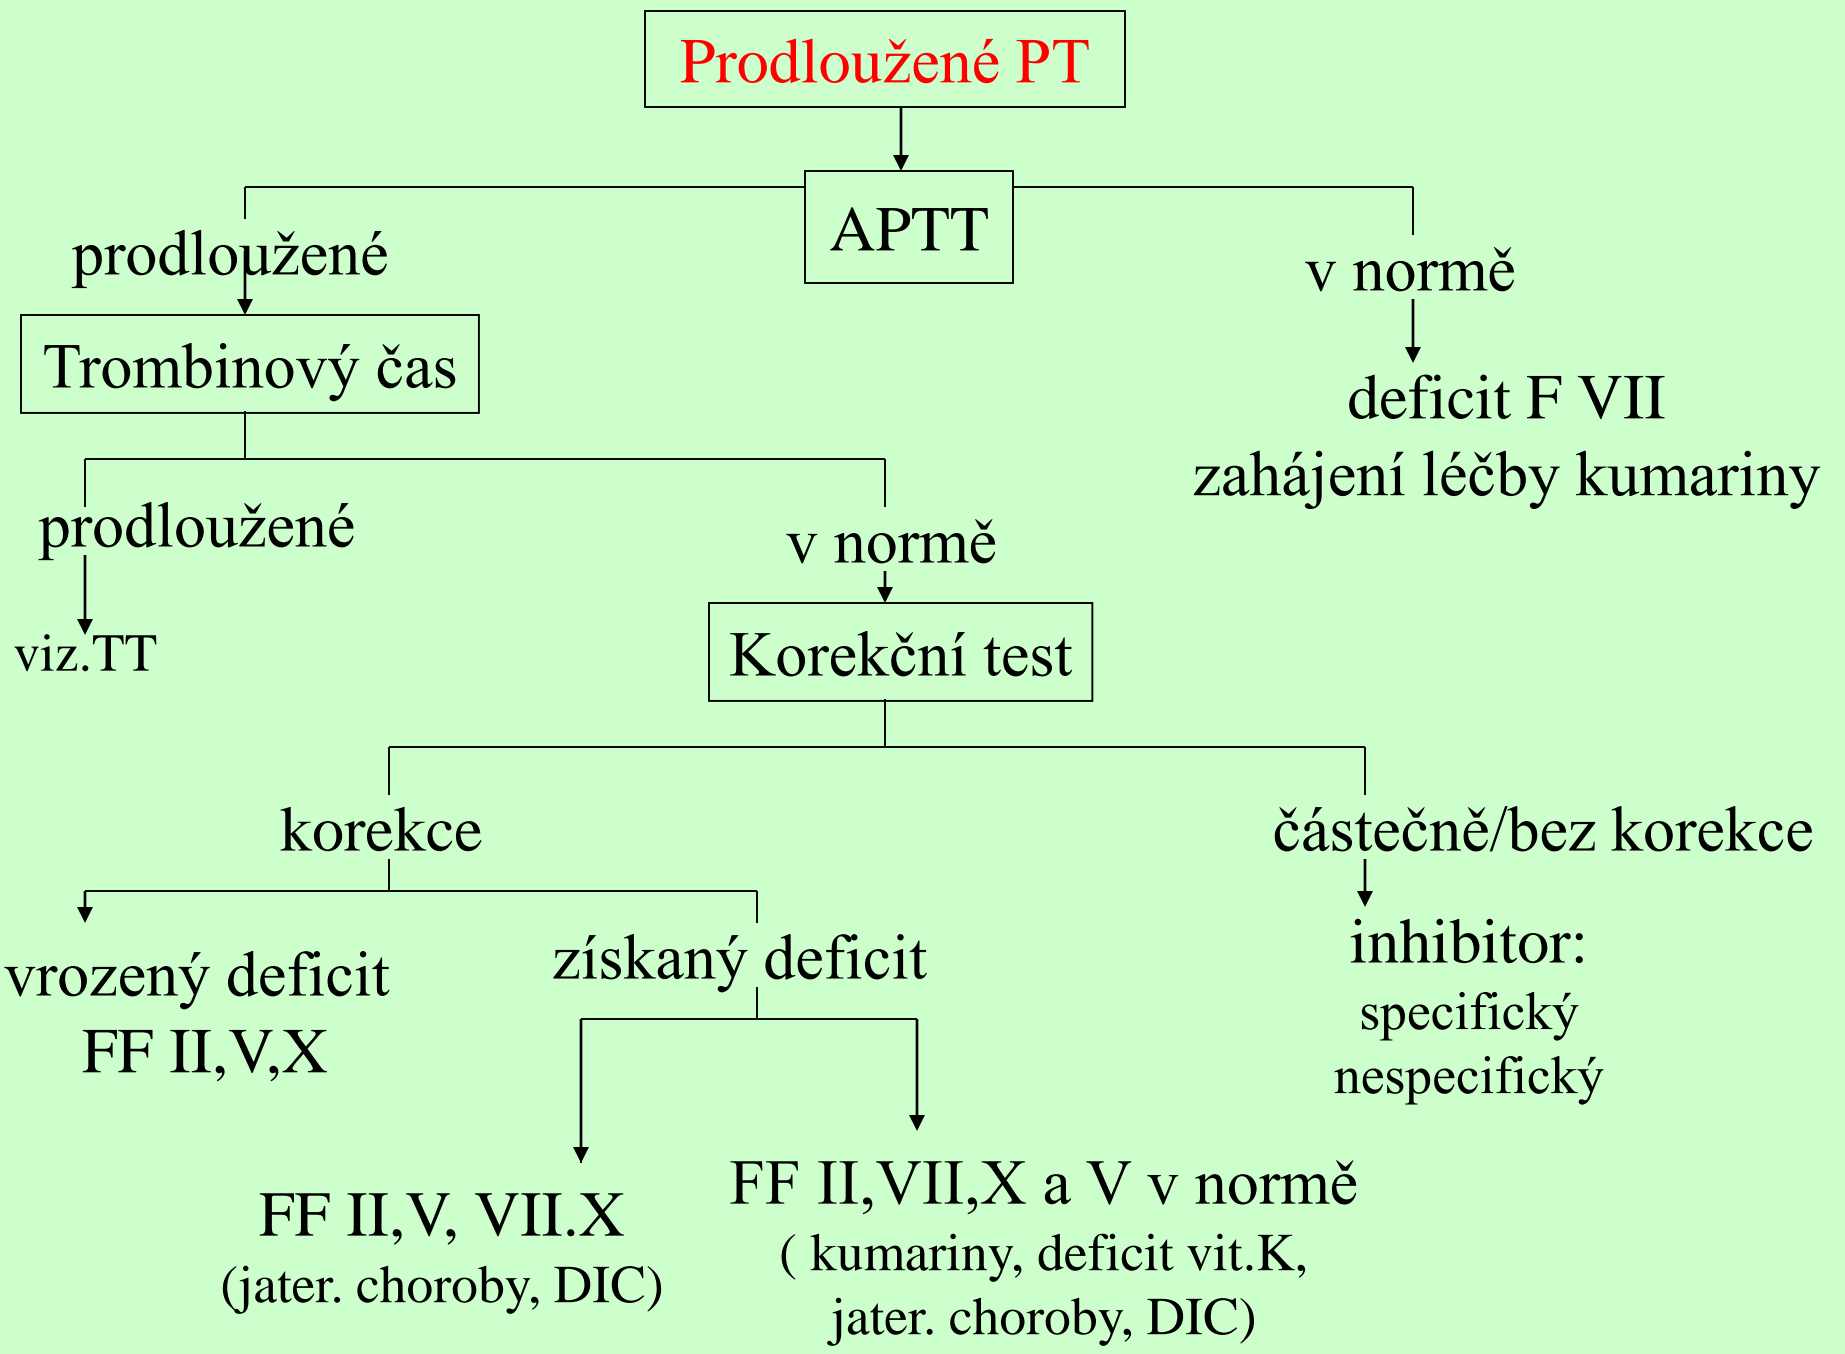 Prodloužené PT
APTT
prodloužené
v normě
Trombinový čas
deficit F VII
zahájení léčby kumariny
prodloužené
v normě
viz.TT
Korekční test
korekce
částečně/bez korekce
vrozený deficit
FF II,V,X
získaný deficit
inhibitor:
specifický
nespecifický
FF II,V, VII.X
(jater. choroby, DIC)
FF II,VII,X a V v normě
( kumariny, deficit vit.K,
jater. choroby, DIC)